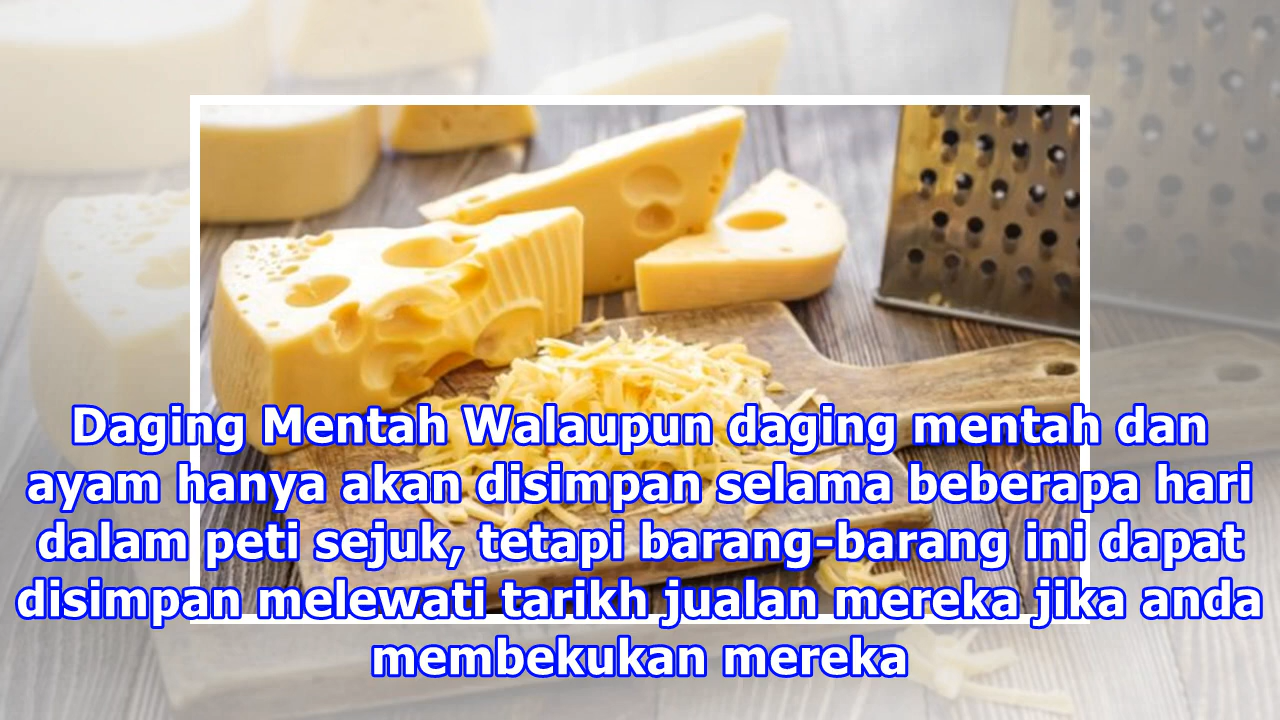 Daging Mentah Walaupun daging mentah dan
ayam hanya akan disimpan selama beberapa hari
dalam peti sejuk, tetapi barang-barang ini dapat
disimpan melewati tarikh jualan mereka jika anda
membekukan mereka